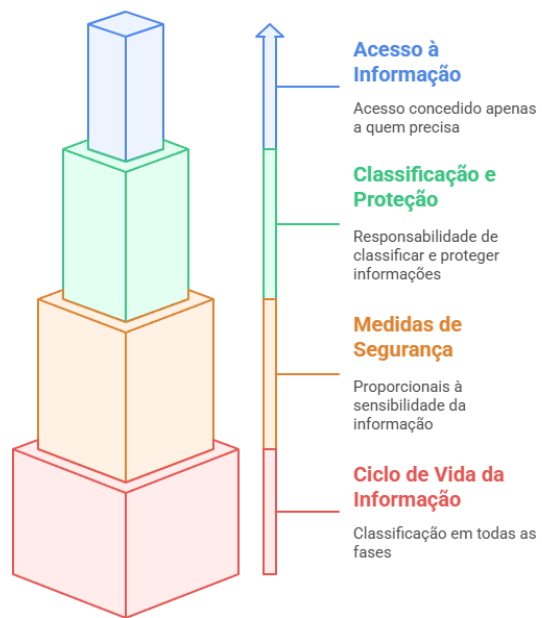 Acesso à
Informação
Acesso concedido apenas
a quem precisa
Classificação e
Proteção
Responsabilidade de
classificar e proteger
informações
Medidas de
Segurança
Proporcionais à
sensibilidade da
informação
Ciclo de Vida da
Informação
Classificação em todas as
fases